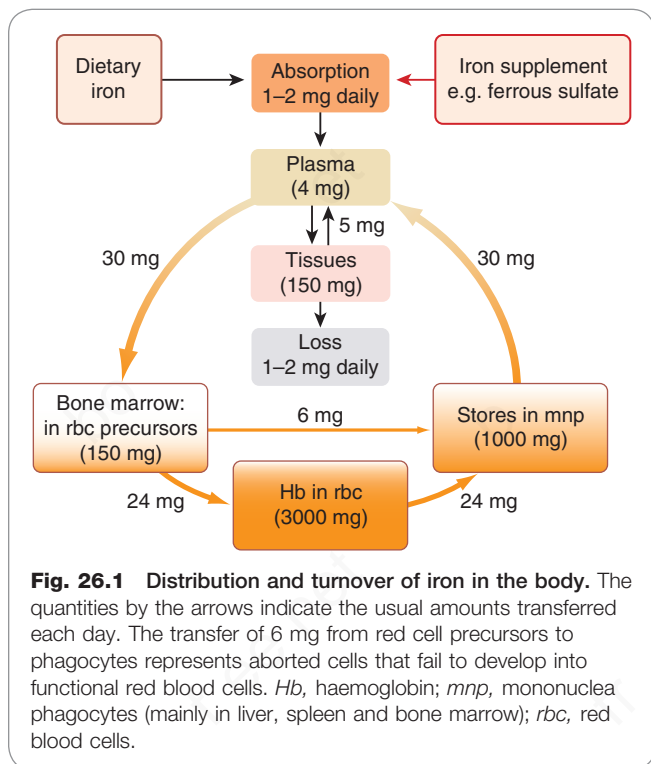 Dietary
iron
Absorption
1–2 mg daily
Iron supplement
e.g. ferrous sulfate
Plasma
(4 mg)
5 mg
30 mg
30 mg
Tissues
(150 mg)
Loss
1–2 mg daily
Bone marrow:
in rbc precursors
(150 mg)
6 mg
Stores in mnp
(1000 mg)
24 mg
Hb in rbc
(3000 mg)
24 mg
Fig. 26.1 Distribution and turnover of iron in the body. The
quantities by the arrows indicate the usual amounts transferred
each day. The transfer of 6 mg from red cell precursors to
phagocytes represents aborted cells that fail to develop into
functional red blood cells. Hb, haemoglobin; mnp, mononuclea
phagocytes (mainly in liver, spleen and bone marrow); rbc, red
blood cells.